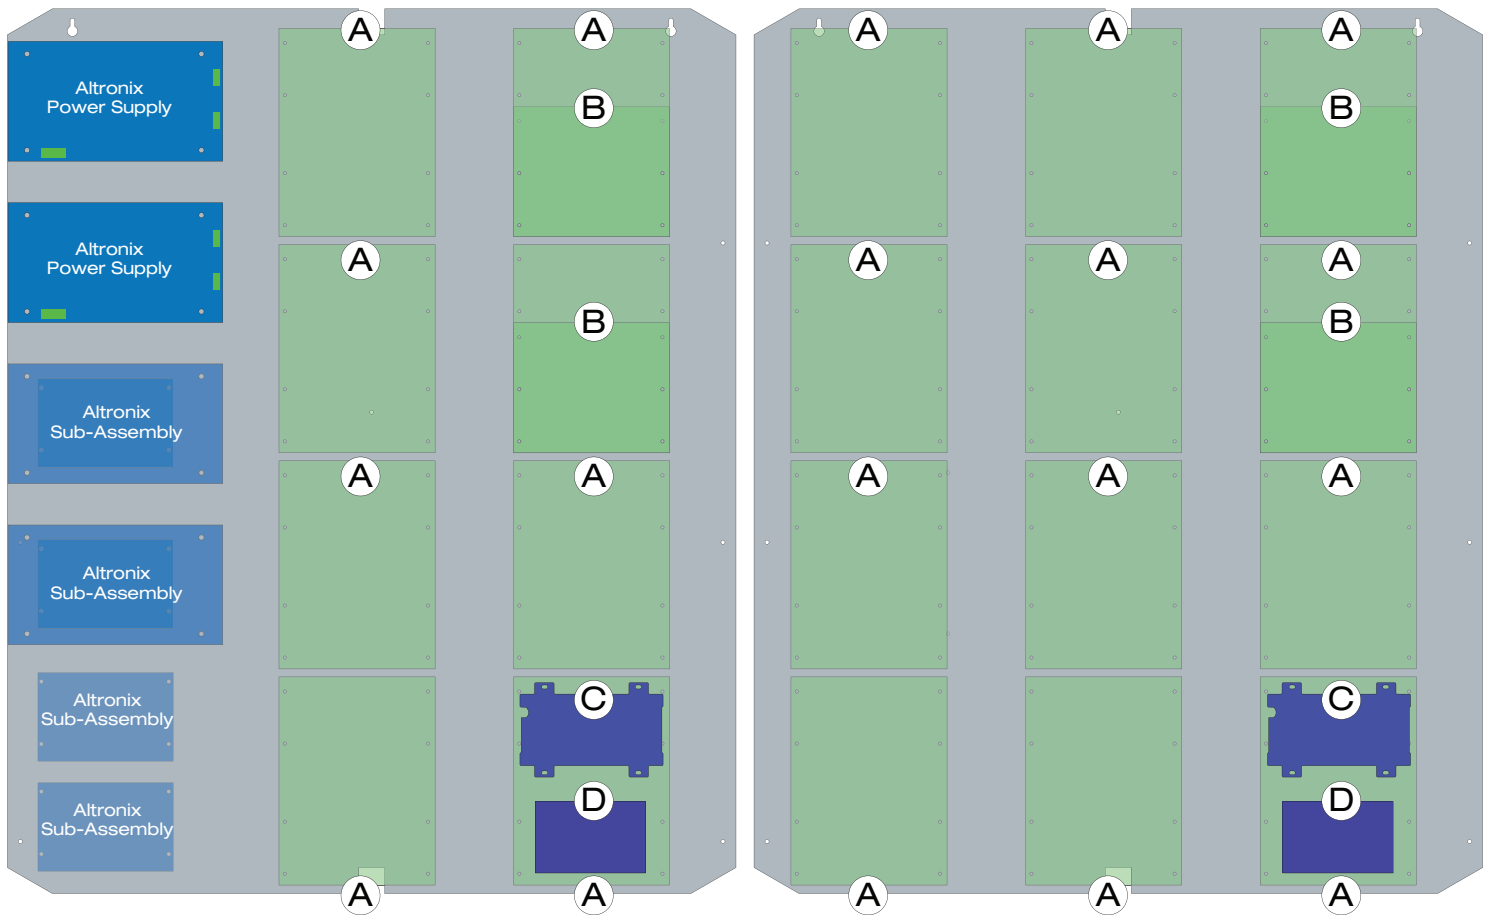 A A A A A
Altronix
Power Supply
B B
Altronix
Power Supply
A A A A
B B
Altronix
Sub-Assembly
A A A A A
Altronix
Sub-Assembly
Altronix
Sub-Assembly
C C
Altronix
Sub-Assembly
D D
A A A A A